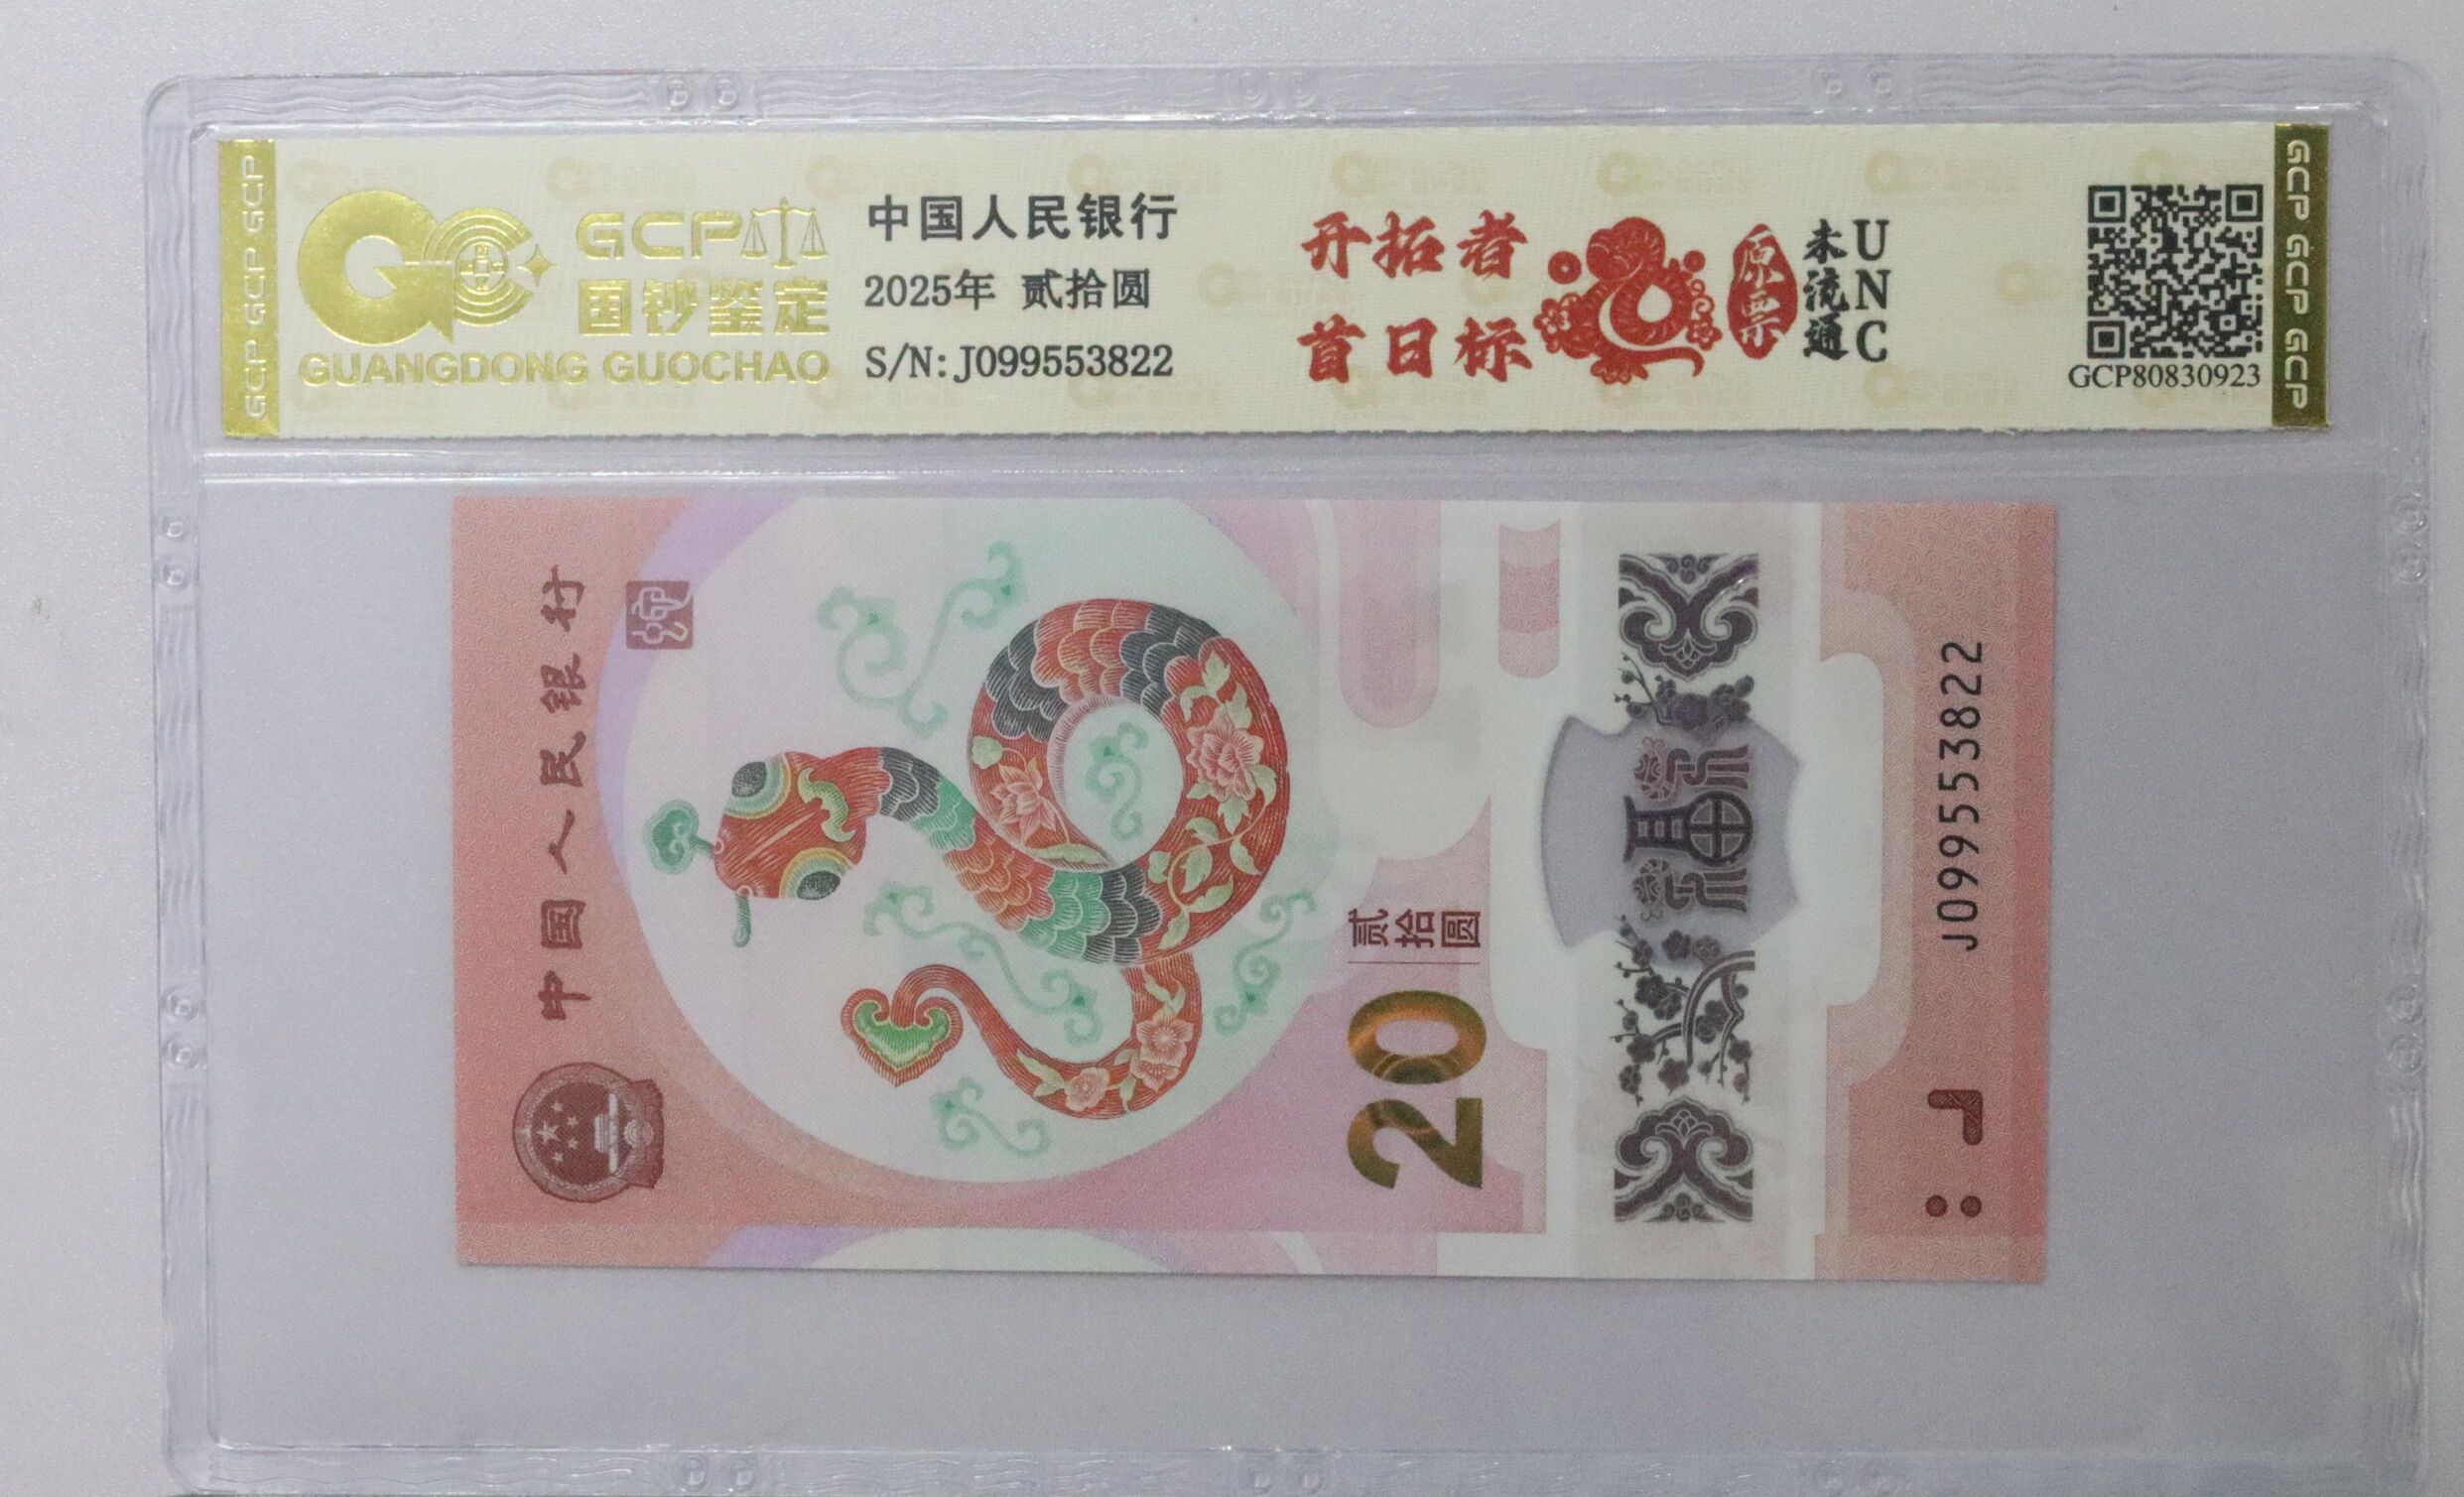 GCP GCP GCP
GCP
国钞鉴定
GUANGDONG GUOCHAO
中国人民银行
2025年 贰拾圆
S/N: J099553822
开拓者
首日标
原票
未流通
UNC
GCP80830923
GCP GCP GCP
中国人民银行
贰拾圆
20
福
J099553822